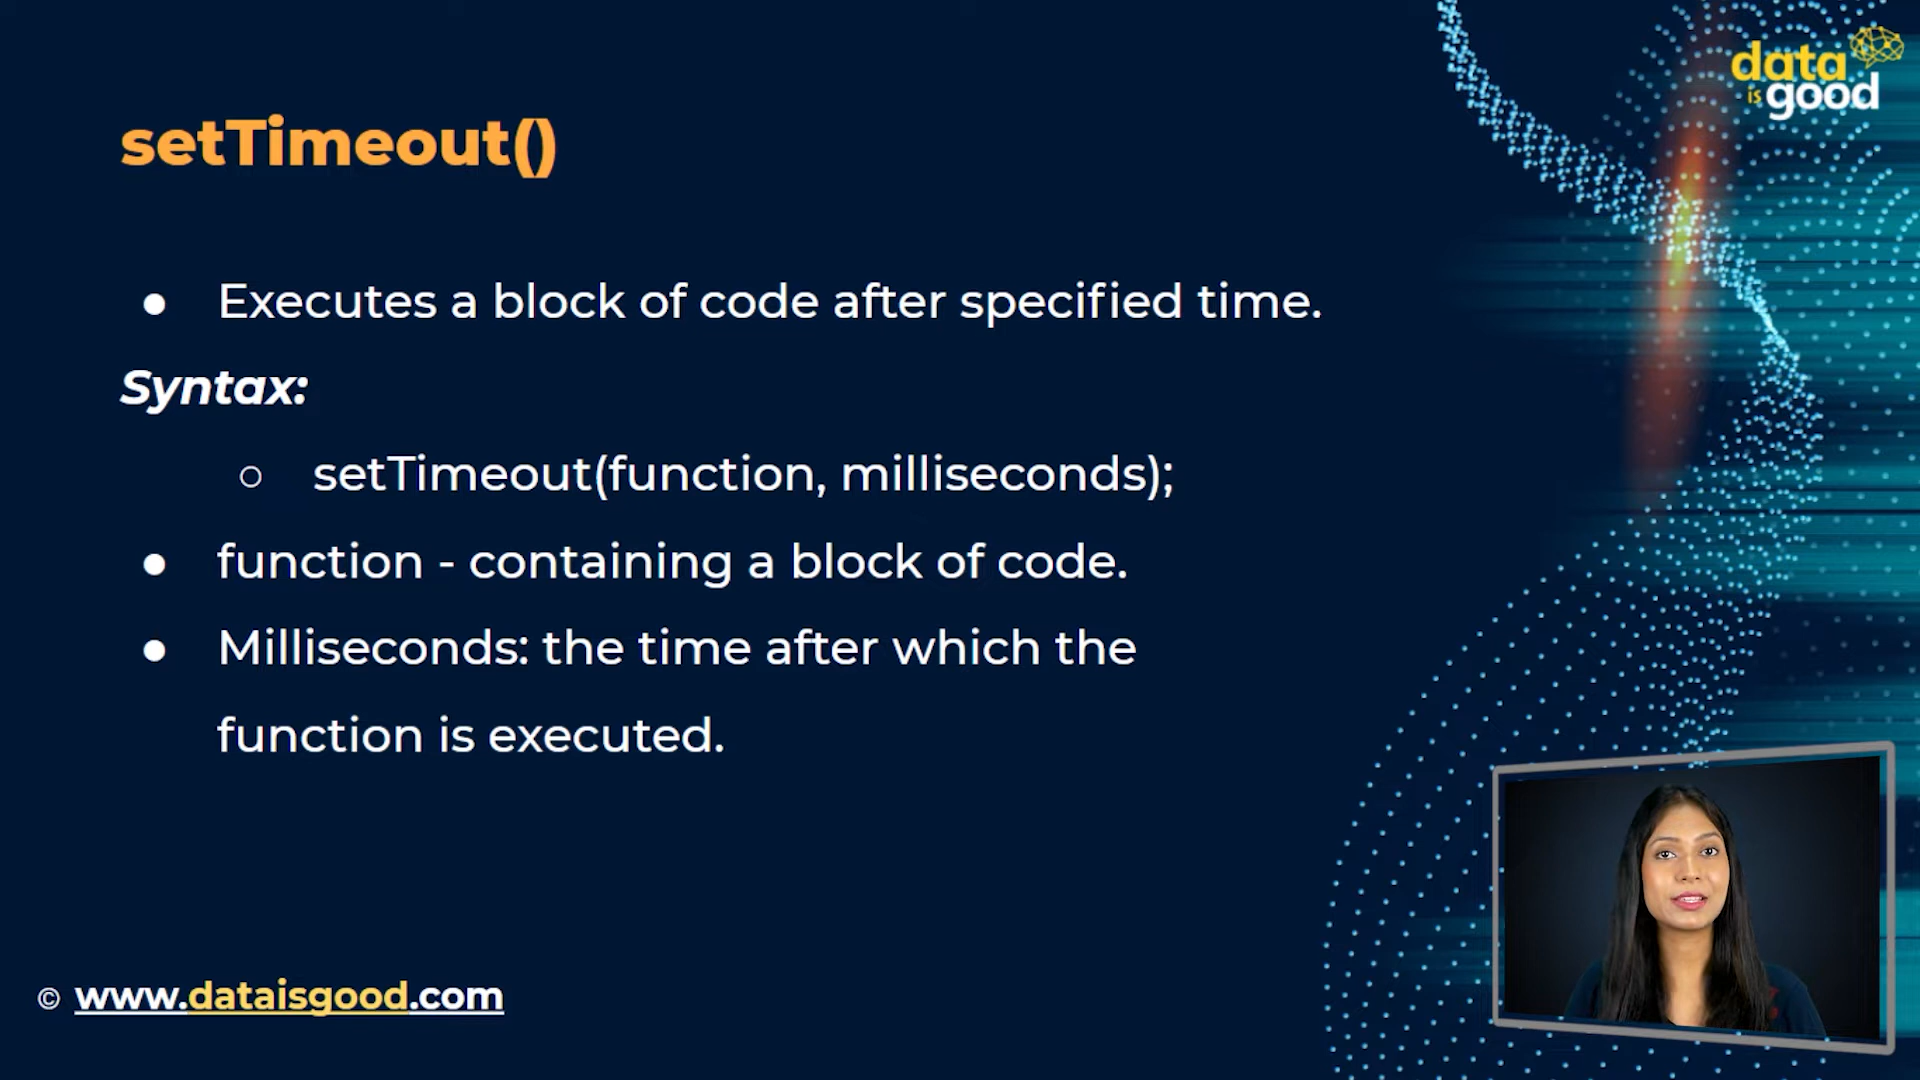 data
is good
setTimeout()
● Executes a block of code after specified time.
Syntax:
○ setTimeout(function, milliseconds);
● function - containing a block of code.
● Milliseconds: the time after which the
function is executed.
© www.dataisgood.com